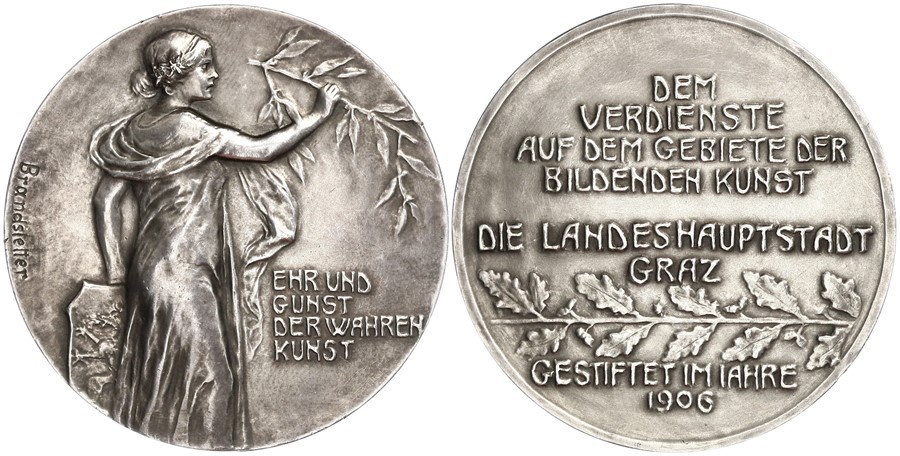 Brandstetter
EHR UND
GUNST
DER WAHREN
KUNST
DEM
VERDIENSTE
AUF DEM GEBIETE DER
BILDENDEN KUNST
DIE LANDESHAUPTSTADT
GRAZ
GESTIFTET IM IAHRE
1906